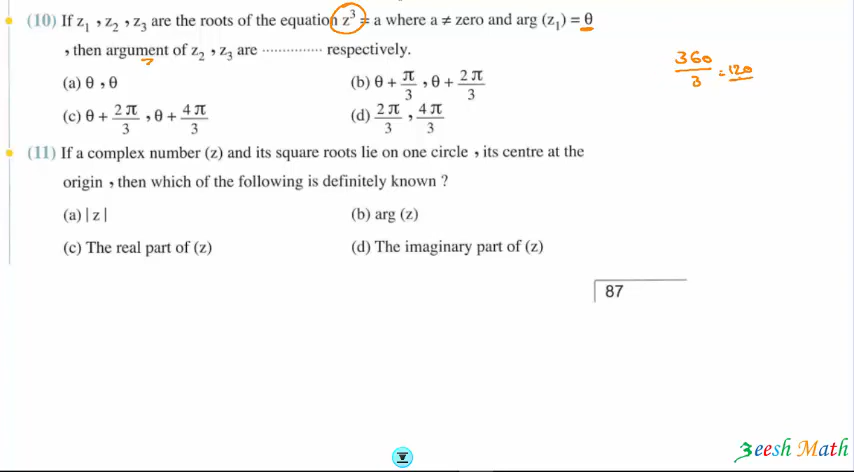 (10) If z₁ , z₂ , z₃ are the roots of the equation z³ = a where a ≠ zero and arg (z₁) = θ
, then argument of z₂ , z₃ are ·············· respectively.
(a) θ , θ
(b) θ + π/3 , θ + 2π/3
(c) θ + 2π/3 , θ + 4π/3
(d) 2π/3 , 4π/3
360/3 = 120
(11) If a complex number (z) and its square roots lie on one circle , its centre at the
origin , then which of the following is definitely known ?
(a) | z |
(b) arg (z)
(c) The real part of (z)
(d) The imaginary part of (z)
87
3eesh Math